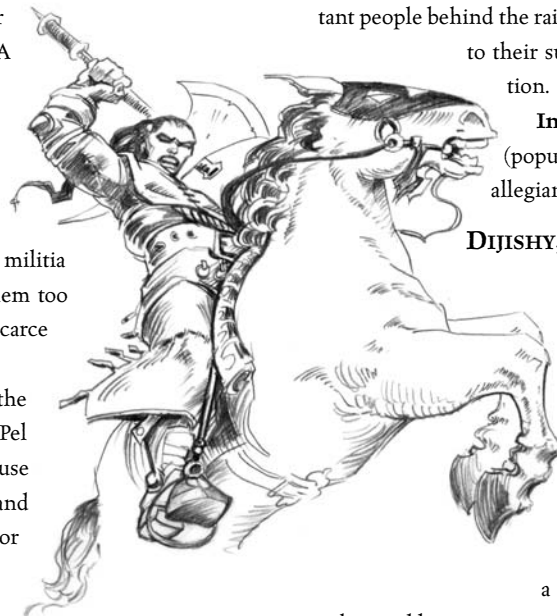 r
A
militia
em too
carce
the
Pel
use
and
or
tant people behind the rai
to their su
tion.
In
(popu
allegian
DIJISHY,
a